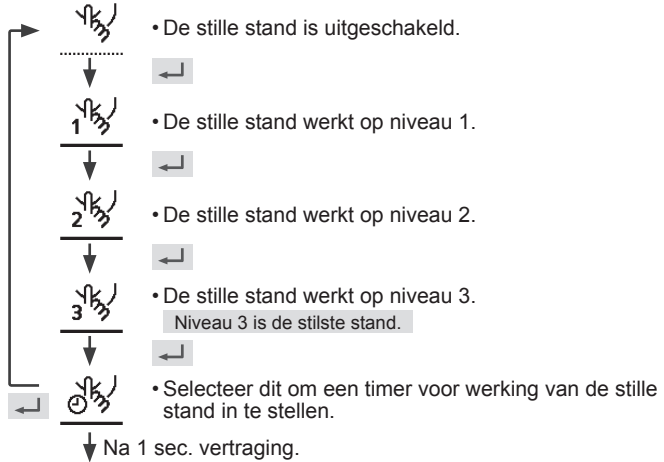 • De stille stand is uitgeschakeld.
1
• De stille stand werkt op niveau 1.
2
• De stille stand werkt op niveau 2.
3
• De stille stand werkt op niveau 3.
Niveau 3 is de stilste stand.
• Selecteer dit om een timer voor werking van de stille
stand in te stellen.
Na 1 sec. vertraging.